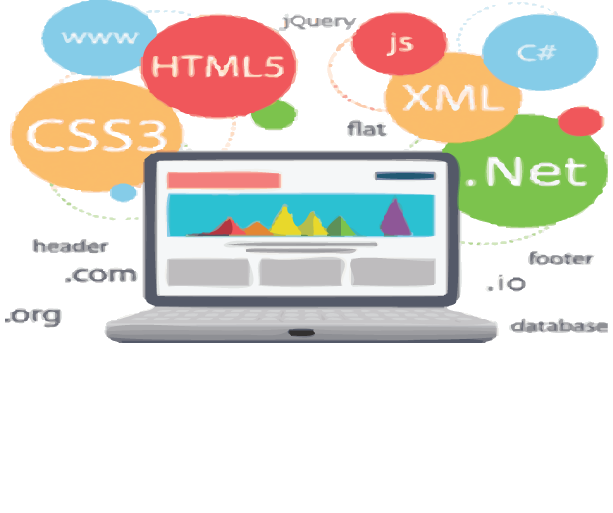 jQuery
www
js
C#
HTML5
XML
CSS3
flat
.Net
header
footer
.com
.io
.org
database